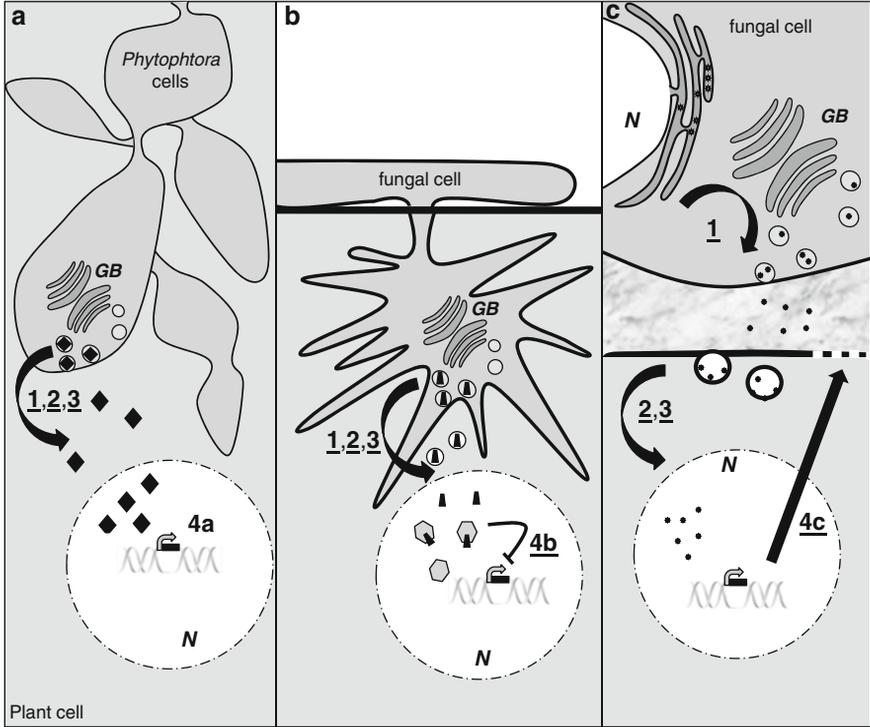 a
Phytophtora
cells
GB
1,2,3
4a
N
Plant cell
b
fungal cell
GB
1,2,3
4b
N
c
fungal cell
N
GB
1
2,3
N
4c